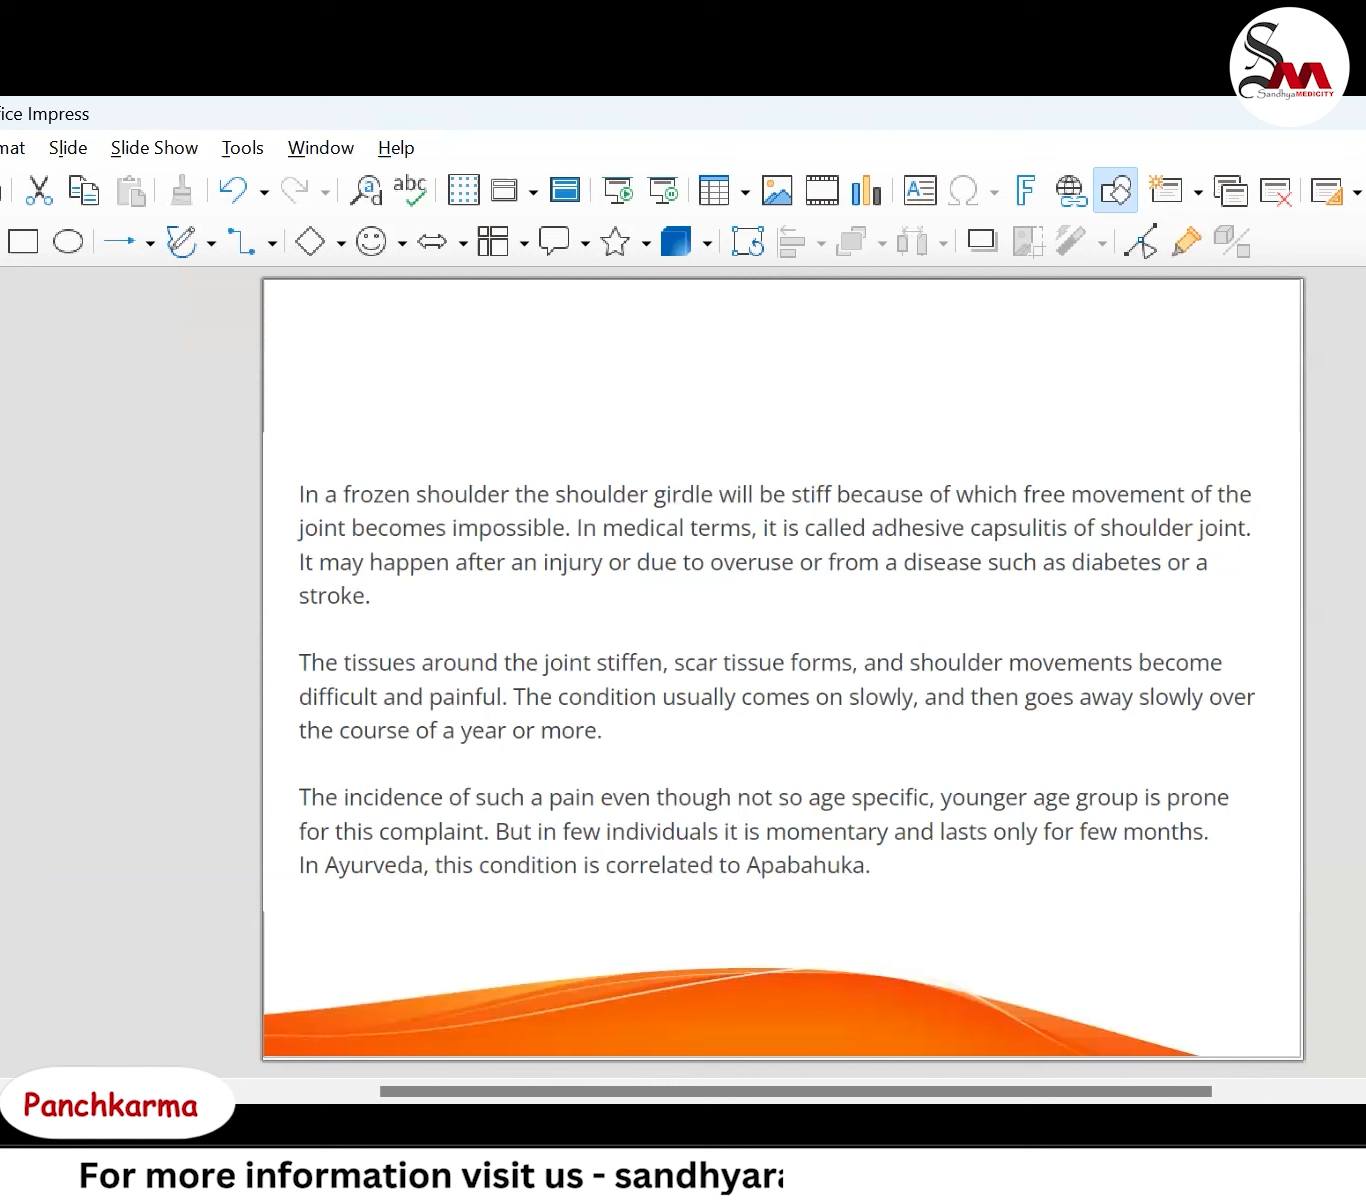 SM
Sandhya MEDICITY
ice Impress
mat Slide Slide Show Tools Window Help
In a frozen shoulder the shoulder girdle will be stiff because of which free movement of the
joint becomes impossible. In medical terms, it is called adhesive capsulitis of shoulder joint.
It may happen after an injury or due to overuse or from a disease such as diabetes or a
stroke.
The tissues around the joint stiffen, scar tissue forms, and shoulder movements become
difficult and painful. The condition usually comes on slowly, and then goes away slowly over
the course of a year or more.
The incidence of such a pain even though not so age specific, younger age group is prone
for this complaint. But in few individuals it is momentary and lasts only for few months.
In Ayurveda, this condition is correlated to Apabahuka.
Panchkarma
For more information visit us - sandhyar